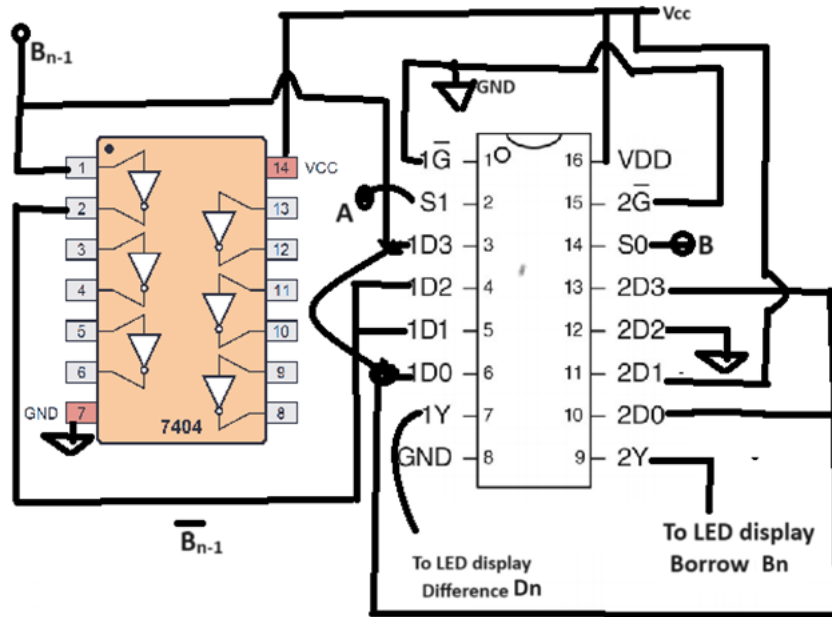 Vcc
Bn-1
GND
1 14 VCC
2 13
3 12
4 11
5 10
6 9
GND 7 8
7404
A
1G̅ 1 16 VDD
S1 2 15 2G̅
1D3 3 14 S0 B
1D2 4 13 2D3
1D1 5 12 2D2
1D0 6 11 2D1
1Y 7 10 2D0
GND 8 9 2Y
B̅n-1
To LED display
Difference Dn
To LED display
Borrow Bn